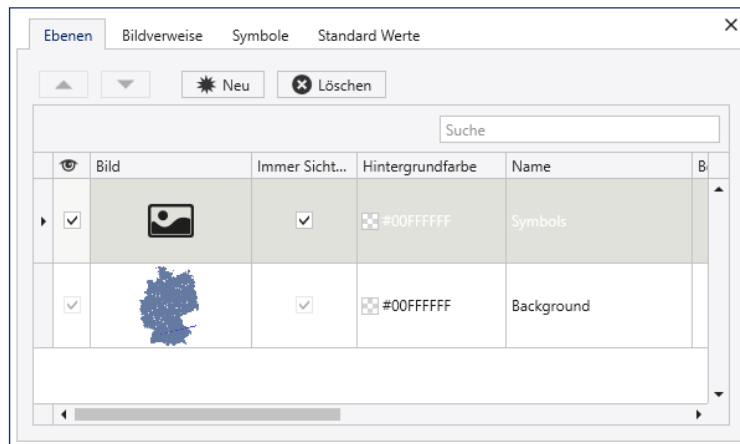 Ebenen Bildverweise Symbole Standard Werte
Neu Löschen
Suche
Bild Immer Sicht... Hintergrundfarbe Name
#00FFFFFF Symbols
#00FFFFFF Background